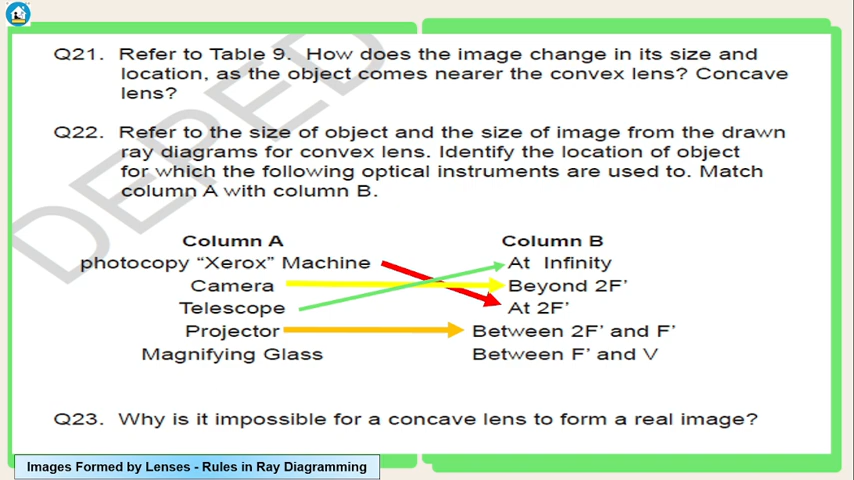 Q21. Refer to Table 9. How does the image change in its size and
location, as the object comes nearer the convex lens? Concave
lens?
Q22. Refer to the size of object and the size of image from the drawn
ray diagrams for convex lens. Identify the location of object
for which the following optical instruments are used to. Match
column A with column B.
Column A Column B
photocopy “Xerox” Machine At Infinity
Camera Beyond 2F’
Telescope At 2F’
Projector Between 2F’ and F’
Magnifying Glass Between F’ and V
Q23. Why is it impossible for a concave lens to form a real image?
Images Formed by Lenses - Rules in Ray Diagramming
DEPED